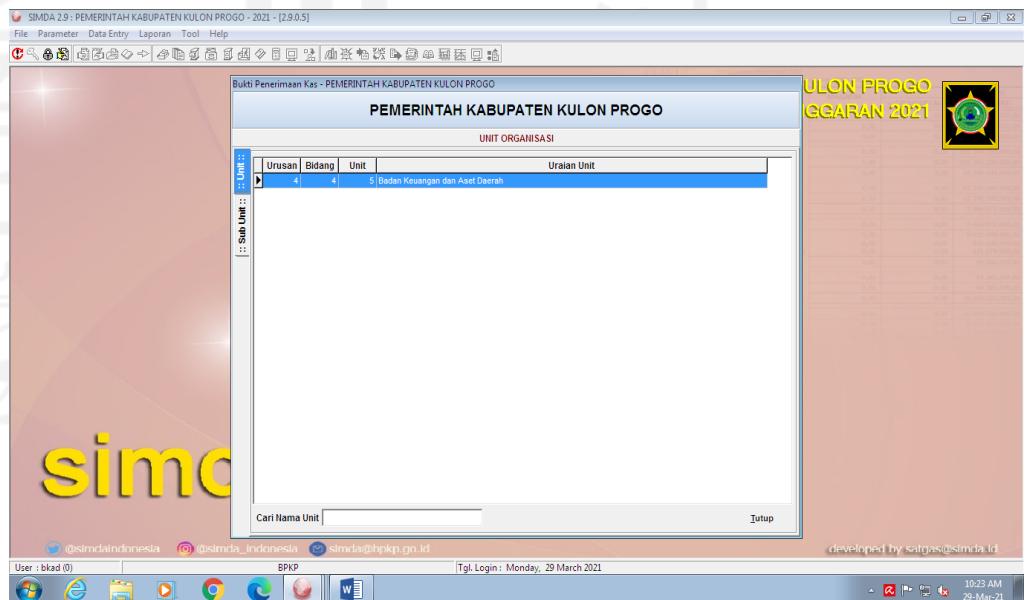 SIMDA 2.9 : PEMERINTAH KABUPATEN KULON PROGO - 2021 - [2.9.0.5]
File Parameter Data Entry Laporan Tool Help
ULON PROGO
GGARAN 2021
Bukti Penerimaan Kas - PEMERINTAH KABUPATEN KULON PROGO
PEMERINTAH KABUPATEN KULON PROGO
UNIT ORGANISASI
:: Unit ::
:: Sub Unit ::
Urusan Bidang Unit Uraian Unit
4 4 5 Badan Keuangan dan Aset Daerah
Cari Nama Unit
Tutup
simd
@simdaindonesia @simda_indonesia simda@bpkp.go.id
developed by satgas@simda.id
User : bkad (0) BPKP Tgl. Login : Monday, 29 March 2021
10:23 AM
29-Mar-21